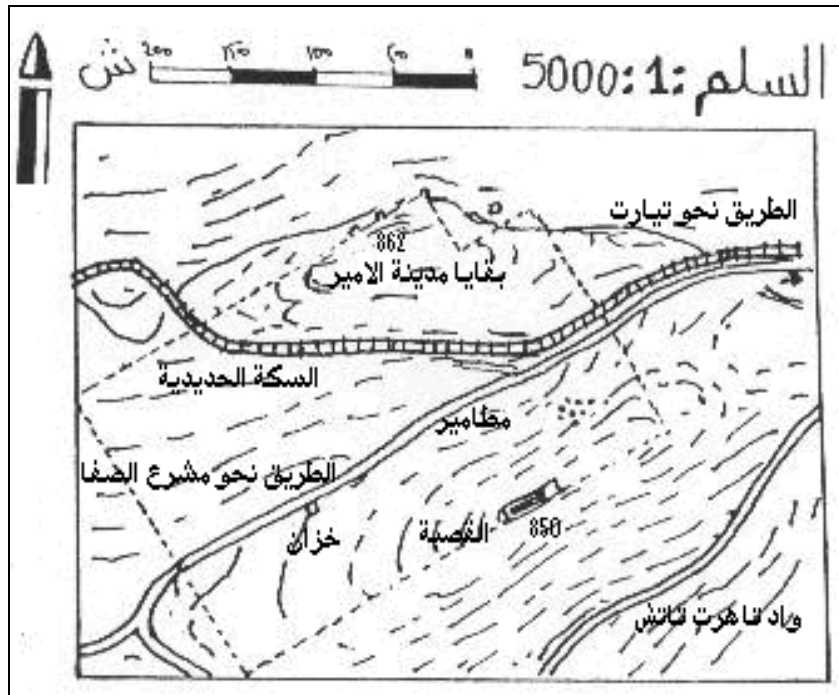 السلم :1: 5000
ش 200 150 100 50 0
الطريق نحو تيارت
862
بقايا مدينة الامير
السكة الحديدية
مطامير
الطريق نحو مشرع الصفا
خزان
القصبة
850
واد تاهرت تاتش